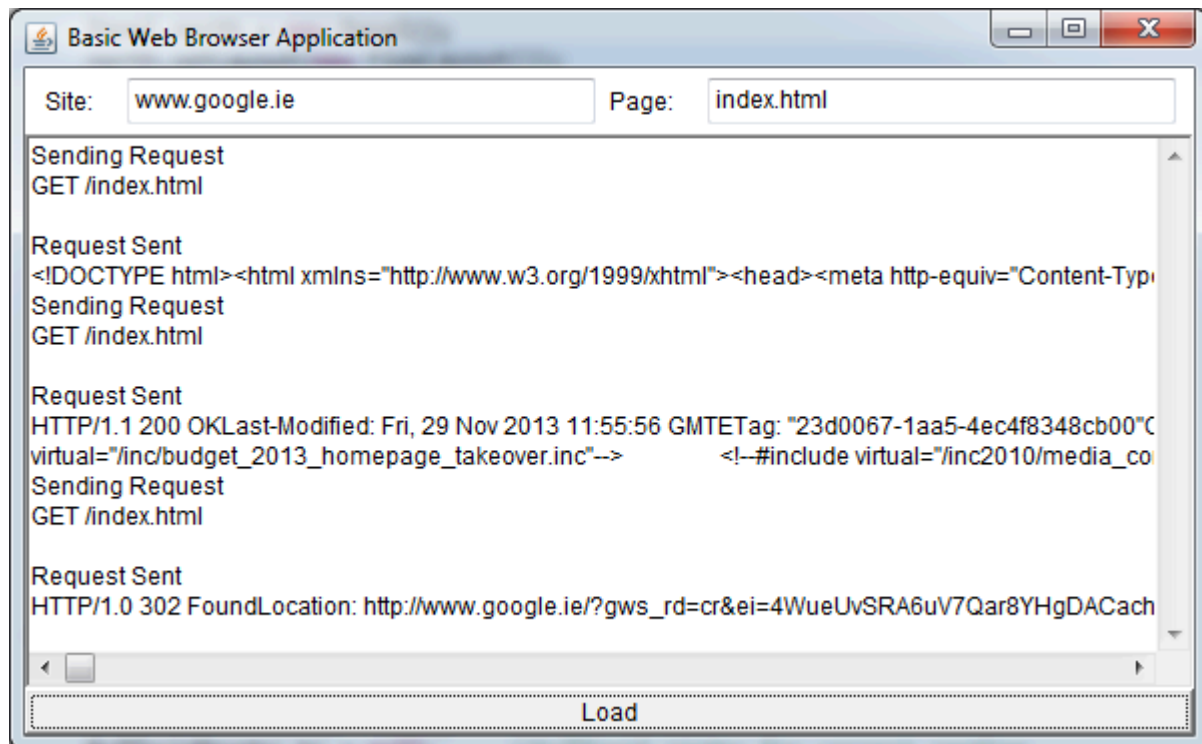 Basic Web Browser Application
Site: www.google.ie Page: index.html
Sending Request
GET /index.html
Request Sent
<!DOCTYPE html><html xmlns="http://www.w3.org/1999/xhtml"><head><meta http-equiv="Content-Type
Sending Request
GET /index.html
Request Sent
HTTP/1.1 200 OKLast-Modified: Fri, 29 Nov 2013 11:55:56 GMTETag: "23d0067-1aa5-4ec4f8348cb00"C
virtual="/inc/budget_2013_homepage_takeover.inc"--> <!--#include virtual="/inc2010/media_co
Sending Request
GET /index.html
Request Sent
HTTP/1.0 302 FoundLocation: http://www.google.ie/?gws_rd=cr&ei=4WueUvSRA6uV7Qar8YHgDACach
Load